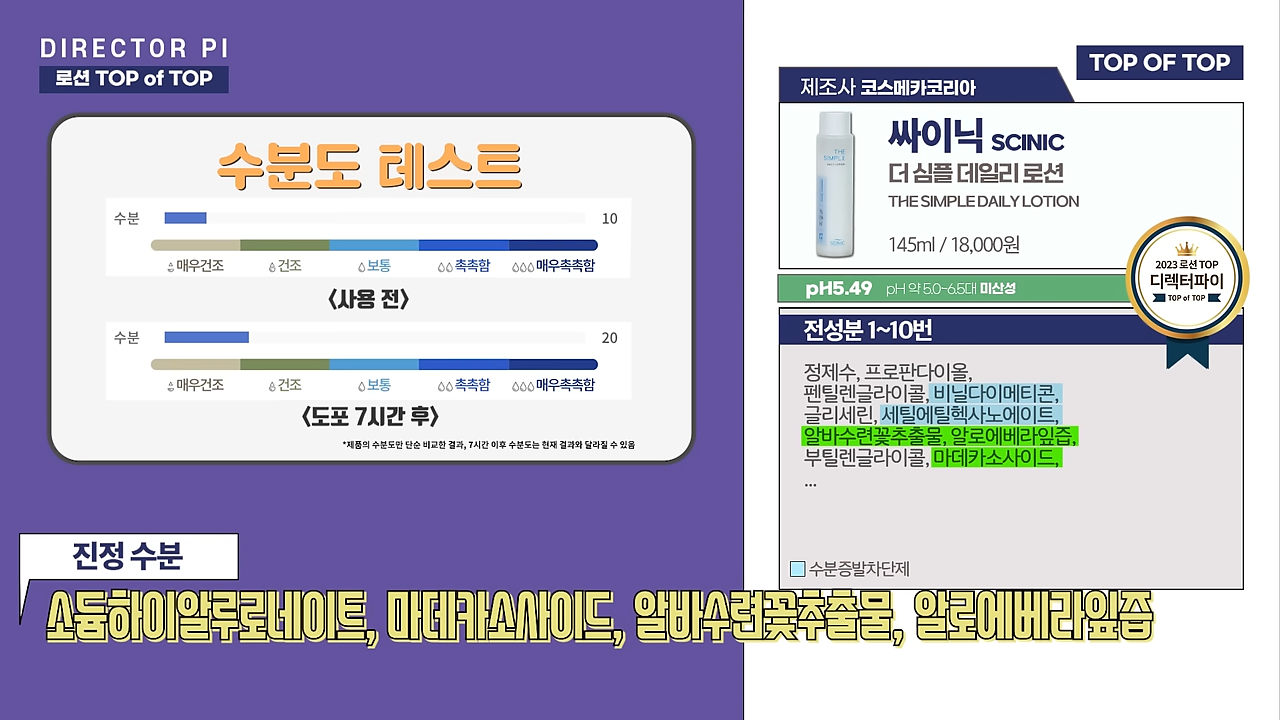 DIRECTOR PI
로션 TOP of TOP
수분도 테스트
수분 10
매우건조 건조 보통 촉촉함 매우촉촉함
〈사용 전〉
수분 20
매우건조 건조 보통 촉촉함 매우촉촉함
〈도포 7시간 후〉
*제품의 수분도만 단순 비교한 결과, 7시간 이후 수분도는 현재 결과와 달라질 수 있음
TOP OF TOP
제조사 코스메카코리아
THE
SIMPLE
SCINIC
싸이닉 SCINIC
더 심플 데일리 로션
THE SIMPLE DAILY LOTION
145ml / 18,000원
2023 로션 TOP
디렉터파이
TOP of TOP
pH5.49 pH 약 5.0~6.5대 미산성
전성분 1~10번
정제수, 프로판다이올,
펜틸렌글라이콜, 비닐다이메티콘,
글리세린, 세틸에틸헥사노에이트,
알바수련꽃추출물, 알로에베라잎즙,
부틸렌글라이콜, 마데카소사이드,
...
수분증발차단제
진정 수분
소듐하이알루로네이트, 마데카소사이드, 알바수련꽃추출물, 알로에베라잎즙